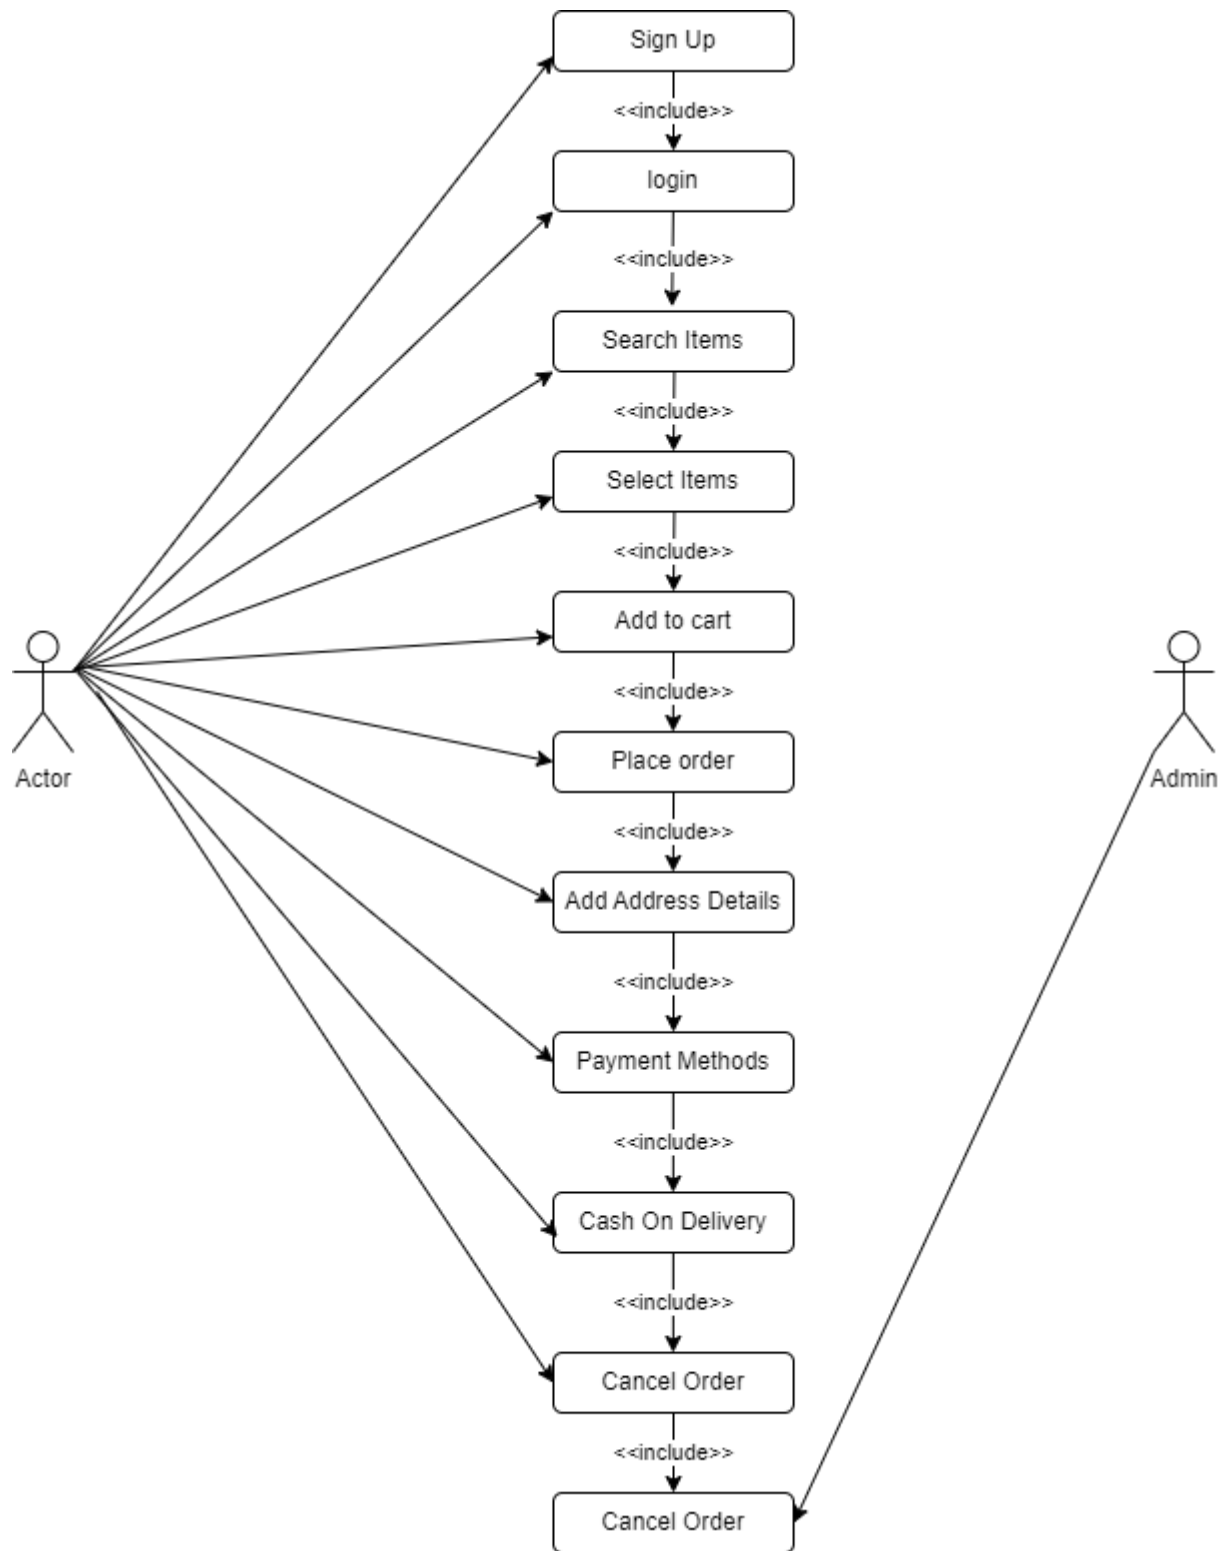 Sign Up
<<include>>
login
<<include>>
Search Items
<<include>>
Select Items
<<include>>
Add to cart
<<include>>
Place order
<<include>>
Add Address Details
<<include>>
Payment Methods
<<include>>
Cash On Delivery
<<include>>
Cancel Order
<<include>>
Cancel Order
Actor
Admin